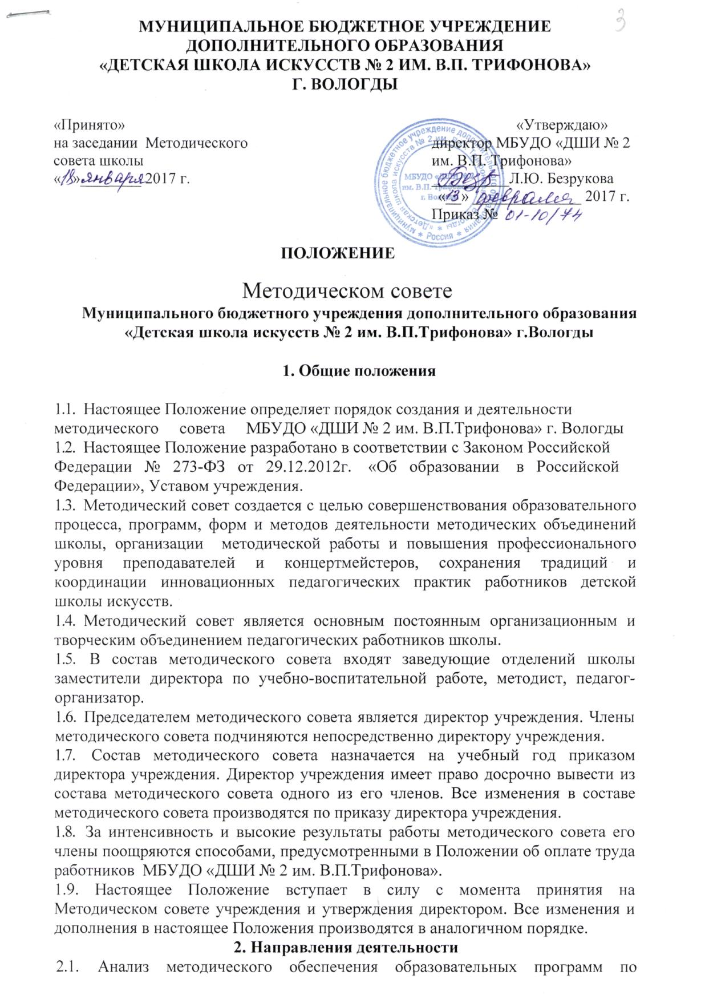 3
МУНИЦИПАЛЬНОЕ БЮДЖЕТНОЕ УЧРЕЖДЕНИЕ
ДОПОЛНИТЕЛЬНОГО ОБРАЗОВАНИЯ
«ДЕТСКАЯ ШКОЛА ИСКУССТВ № 2 ИМ. В.П. ТРИФОНОВА»
Г. ВОЛОГДЫ
«Принято»
на заседании Методического
совета школы
«18» января 2017 г.
«Утверждаю»
директор МБУДО «ДШИ № 2
им. В.П. Трифонова»
Л.Ю. Безрукова
«13» февраля 2017 г.
Приказ № 01-10/74
муниципальное бюджетное учреждение дополнительного образования
«Детская школа искусств № 2 им. В.П. Трифонова» г. Вологды
МБУДО «ДШИ № 2
им. В.П. Трифонова»
г. Вологды
* Россия *
ПОЛОЖЕНИЕ
Методическом совете
Муниципального бюджетного учреждения дополнительного образования
«Детская школа искусств № 2 им. В.П.Трифонова» г.Вологды
1. Общие положения
1.1. Настоящее Положение определяет порядок создания и деятельности
методического совета МБУДО «ДШИ № 2 им. В.П.Трифонова» г. Вологды
1.2. Настоящее Положение разработано в соответствии с Законом Российской
Федерации № 273-ФЗ от 29.12.2012г. «Об образовании в Российской
Федерации», Уставом учреждения.
1.3. Методический совет создается с целью совершенствования образовательного
процесса, программ, форм и методов деятельности методических объединений
школы, организации методической работы и повышения профессионального
уровня преподавателей и концертмейстеров, сохранения традиций и
координации инновационных педагогических практик работников детской
школы искусств.
1.4. Методический совет является основным постоянным организационным и
творческим объединением педагогических работников школы.
1.5. В состав методического совета входят заведующие отделений школы
заместители директора по учебно-воспитательной работе, методист, педагог-
организатор.
1.6. Председателем методического совета является директор учреждения. Члены
методического совета подчиняются непосредственно директору учреждения.
1.7. Состав методического совета назначается на учебный год приказом
директора учреждения. Директор учреждения имеет право досрочно вывести из
состава методического совета одного из его членов. Все изменения в составе
методического совета производятся по приказу директора учреждения.
1.8. За интенсивность и высокие результаты работы методического совета его
члены поощряются способами, предусмотренными в Положении об оплате труда
работников МБУДО «ДШИ № 2 им. В.П.Трифонова».
1.9. Настоящее Положение вступает в силу с момента принятия на
Методическом совете учреждения и утверждения директором. Все изменения и
дополнения в настоящее Положения производятся в аналогичном порядке.
2. Направления деятельности
2.1. Анализ методического обеспечения образовательных программ по